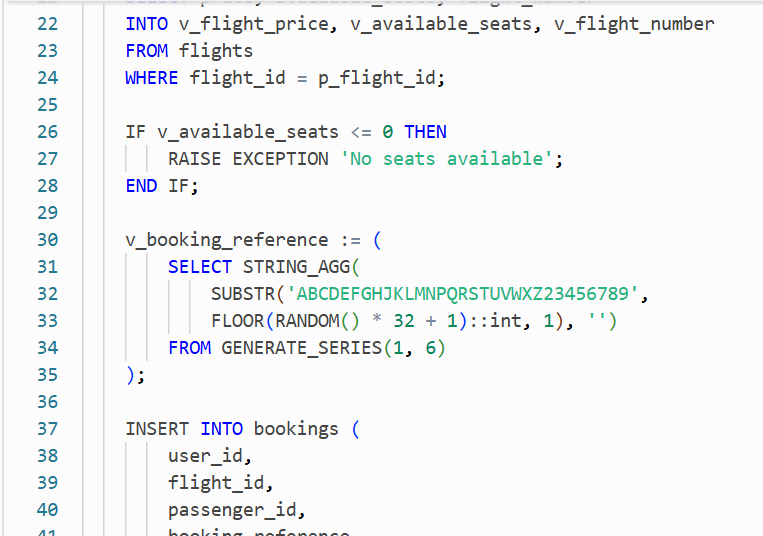 22 INTO v_flight_price, v_available_seats, v_flight_number
23 FROM flights
24 WHERE flight_id = p_flight_id;
25
26 IF v_available_seats <= 0 THEN
27 RAISE EXCEPTION 'No seats available';
28 END IF;
29
30 v_booking_reference := (
31 SELECT STRING_AGG(
32 SUBSTR('ABCDEFGHJKLMNPQRSTUVWXZ23456789',
33 FLOOR(RANDOM() * 32 + 1)::int, 1), '')
34 FROM GENERATE_SERIES(1, 6)
35 );
36
37 INSERT INTO bookings (
38 user_id,
39 flight_id,
40 passenger_id,
41 booking_reference